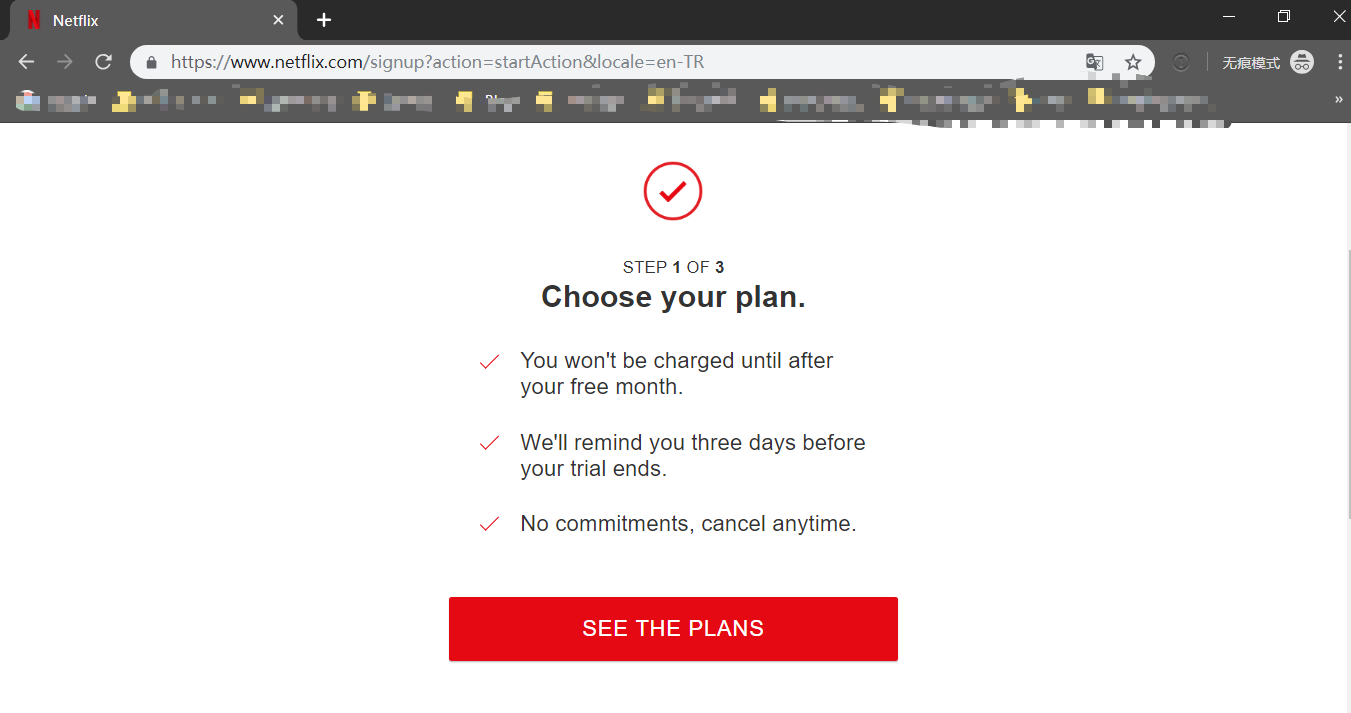 Netflix
https://www.netflix.com/signup?action=startAction&locale=en-TR
无痕模式
STEP 1 OF 3
Choose your plan.
You won't be charged until after
your free month.
We'll remind you three days before
your trial ends.
No commitments, cancel anytime.
SEE THE PLANS